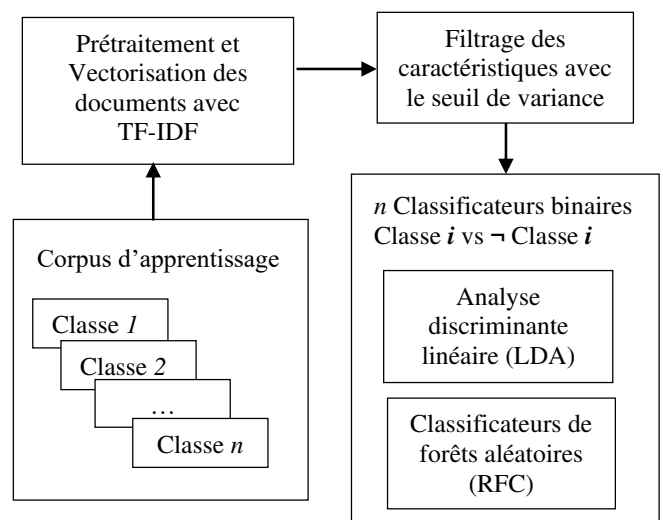 Prétraitement et
Vectorisation des
documents avec
TF-IDF
Filtrage des
caractéristiques avec
le seuil de variance
Corpus d'apprentissage
Classe 1
Classe 2
…
Classe n
n Classificateurs binaires
Classe i vs ¬ Classe i
Analyse
discriminante
linéaire (LDA)
Classificateurs de
forêts aléatoires
(RFC)